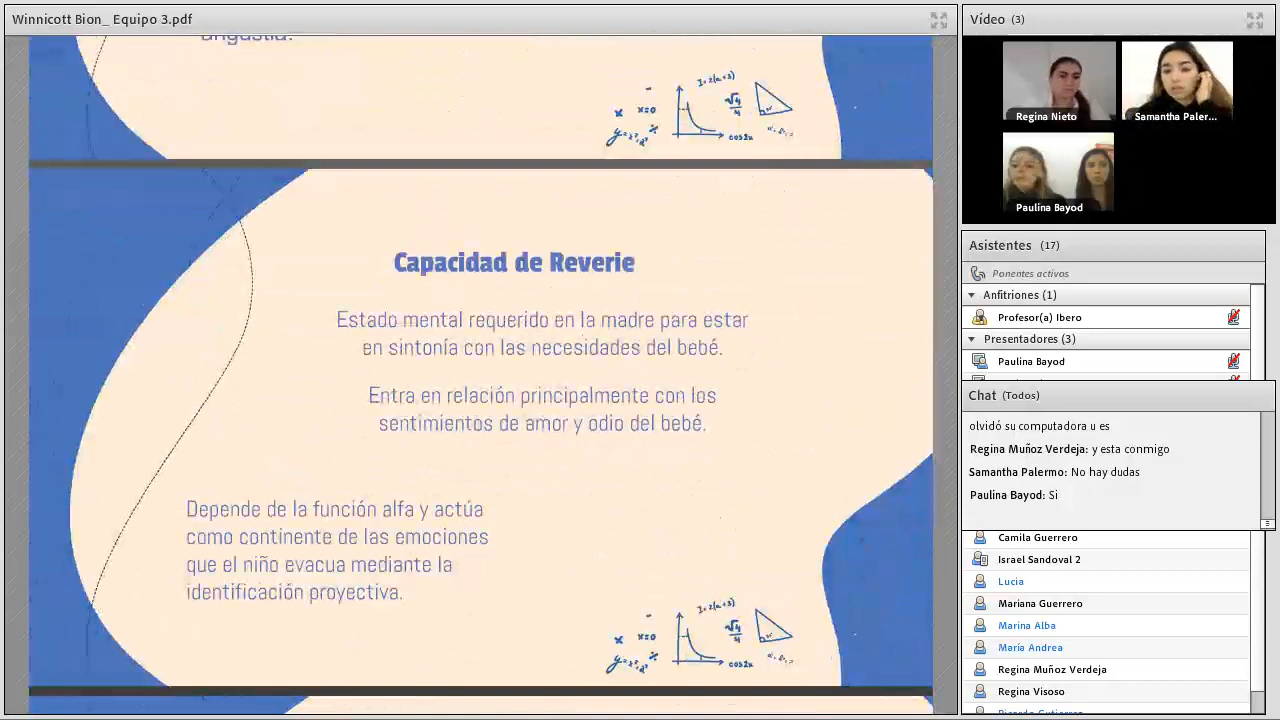 Winnicott Bion_ Equipo 3.pdf
angustia.
x=0
cos2x
Capacidad de Reverie
Estado mental requerido en la madre para estar
en sintonía con las necesidades del bebé.
Entra en relación principalmente con los
sentimientos de amor y odio del bebé.
Depende de la función alfa y actúa
como continente de las emociones
que el niño evacua mediante la
identificación proyectiva.
x=0
cos2x
Vídeo (3)
Regina Nieto
Samantha Paler...
Paulina Bayod
Asistentes (17)
Ponentes activos
Anfitriones (1)
Profesor(a) Ibero
Presentadores (3)
Paulina Bayod
Chat (Todos)
olvidó su computadora u es
Regina Muñoz Verdeja: y esta conmigo
Samantha Palermo: No hay dudas
Paulina Bayod: Si
Camila Guerrero
Israel Sandoval 2
Lucia
Mariana Guerrero
Marina Alba
María Andrea
Regina Muñoz Verdeja
Regina Visoso